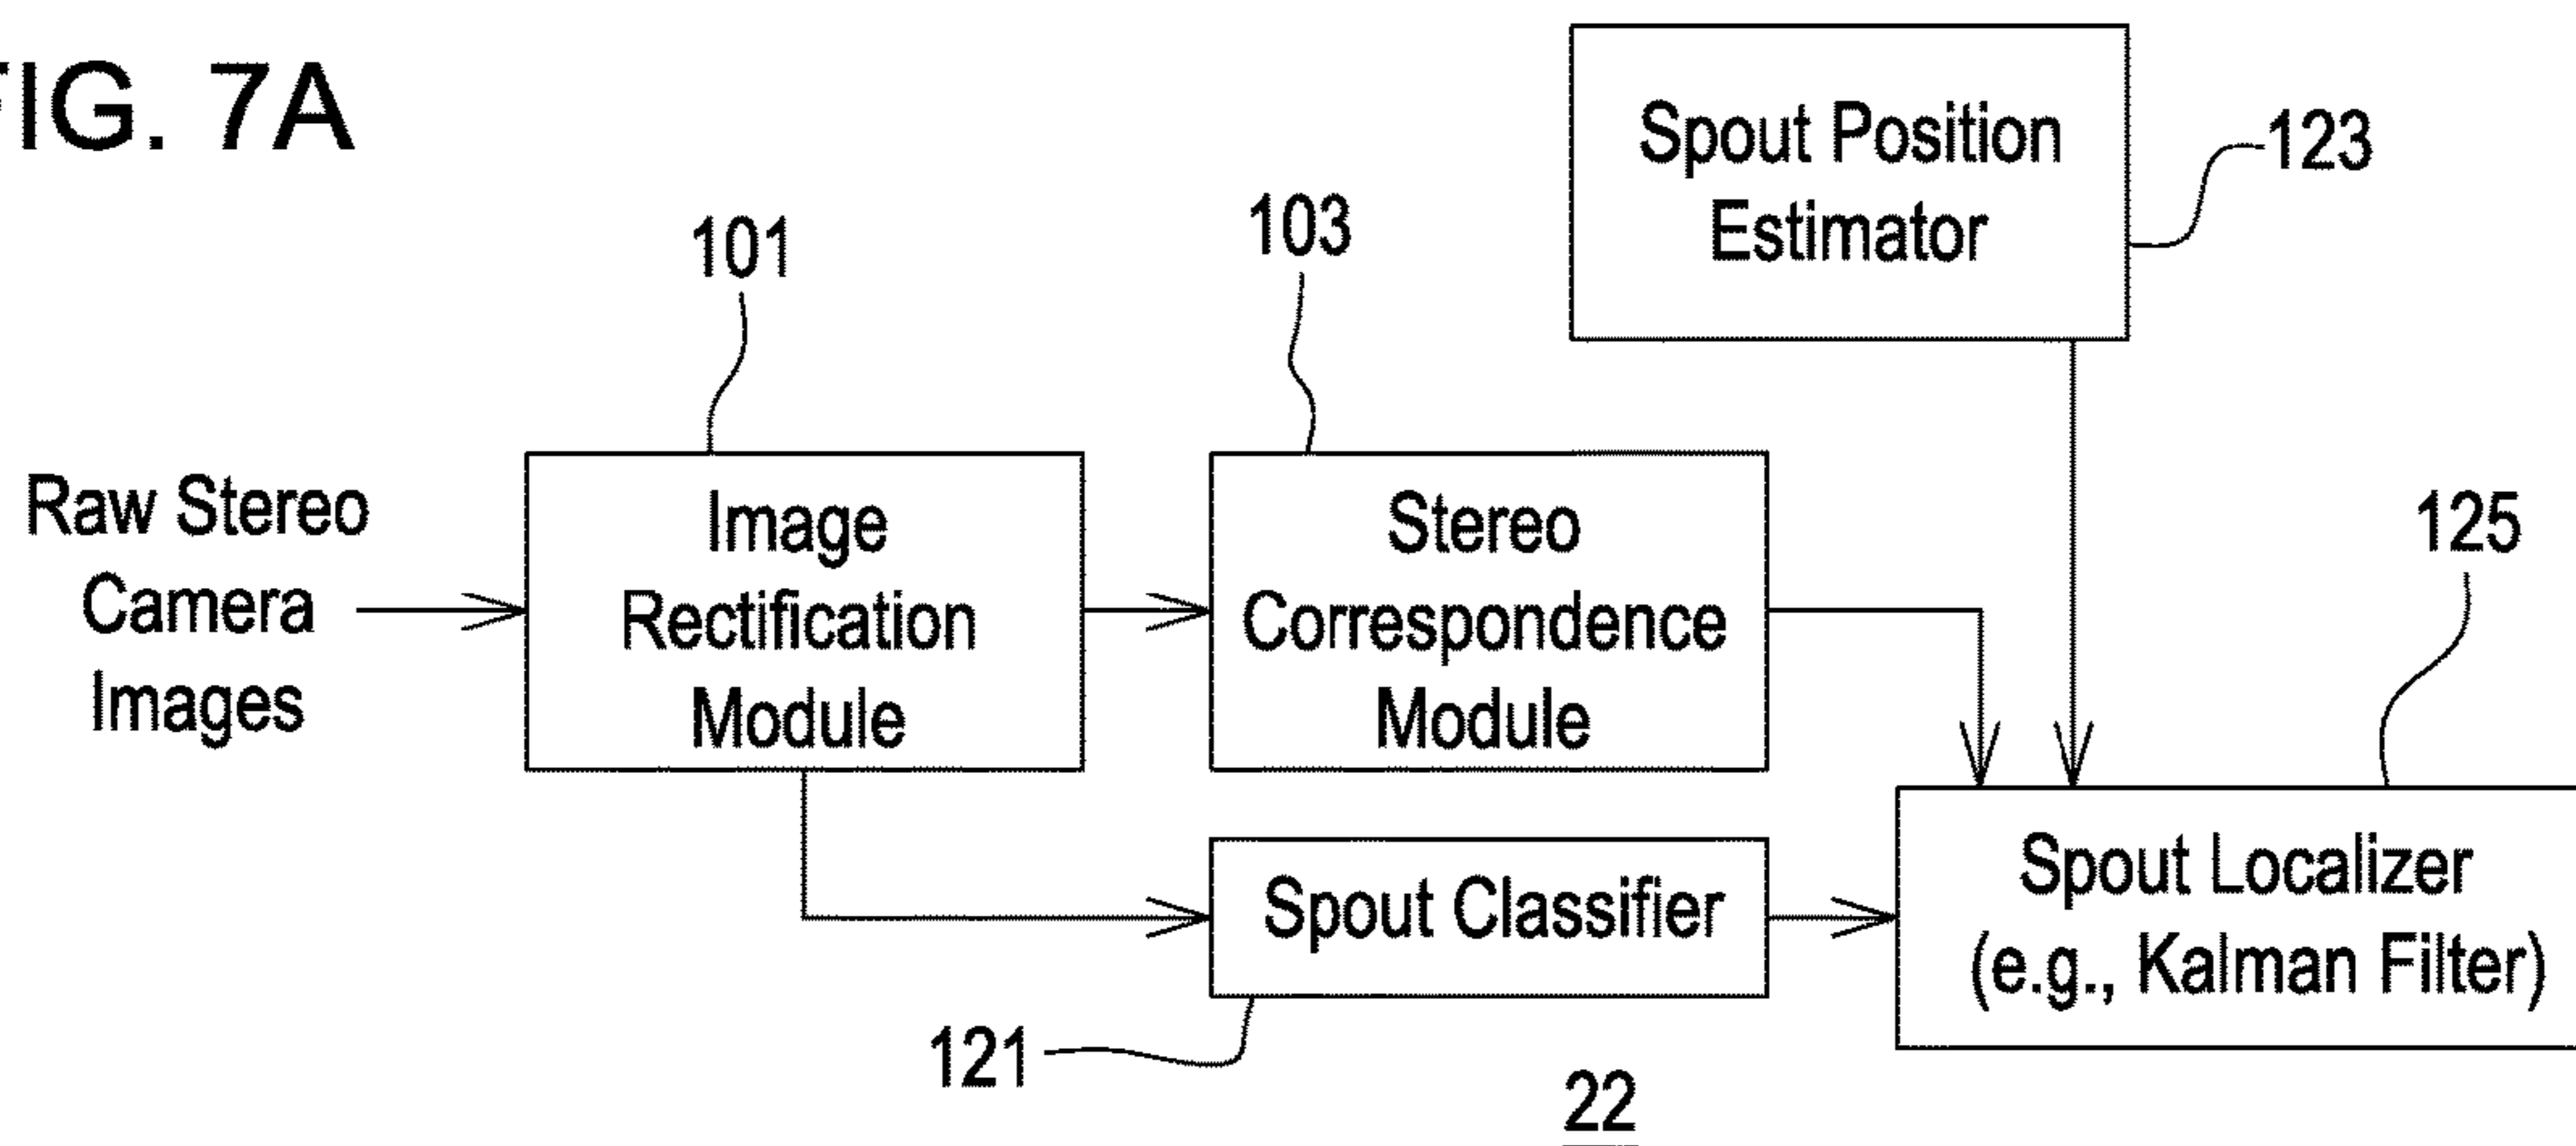 FIG. 7A
Spout Position
Estimator
123
101
103
Raw Stereo
Camera
Images
Image
Rectification
Module
Stereo
Correspondence
Module
125
Spout Classifier
Spout Localizer
(e.g., Kalman Filter)
121
22